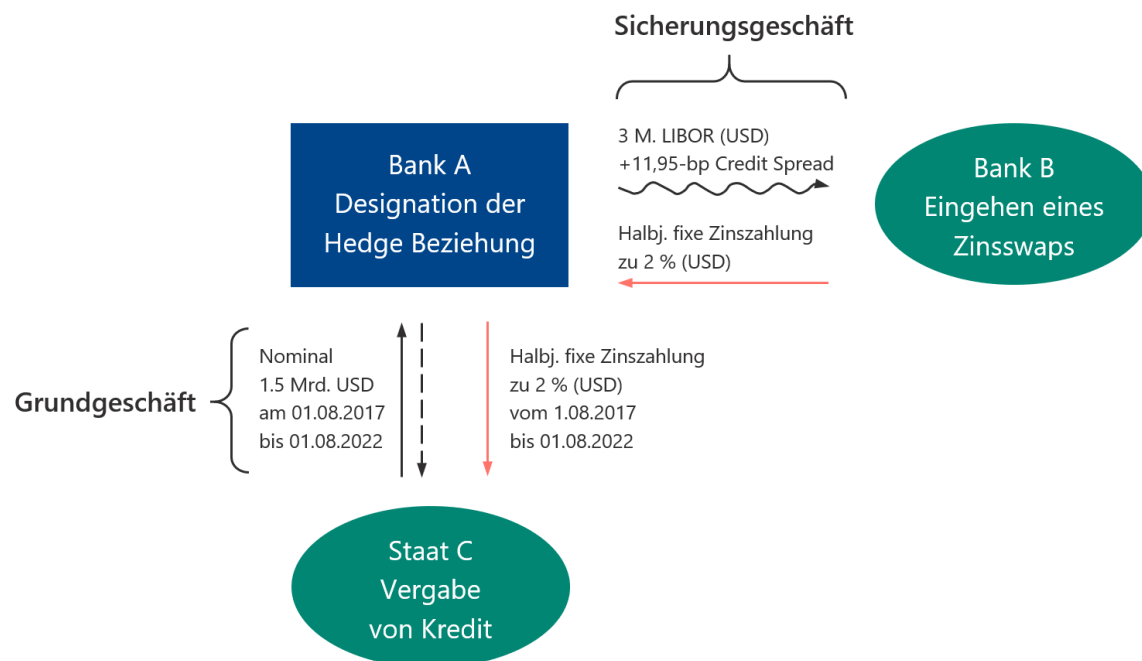 Sicherungsgeschäft
Bank A
Designation der
Hedge Beziehung
3 M. LIBOR (USD)
+11,95-bp Credit Spread
Halbj. fixe Zinszahlung
zu 2 % (USD)
Bank B
Eingehen eines
Zinsswaps
Grundgeschäft
Nominal
1.5 Mrd. USD
am 01.08.2017
bis 01.08.2022
Halbj. fixe Zinszahlung
zu 2 % (USD)
vom 1.08.2017
bis 01.08.2022
Staat C
Vergabe
von Kredit